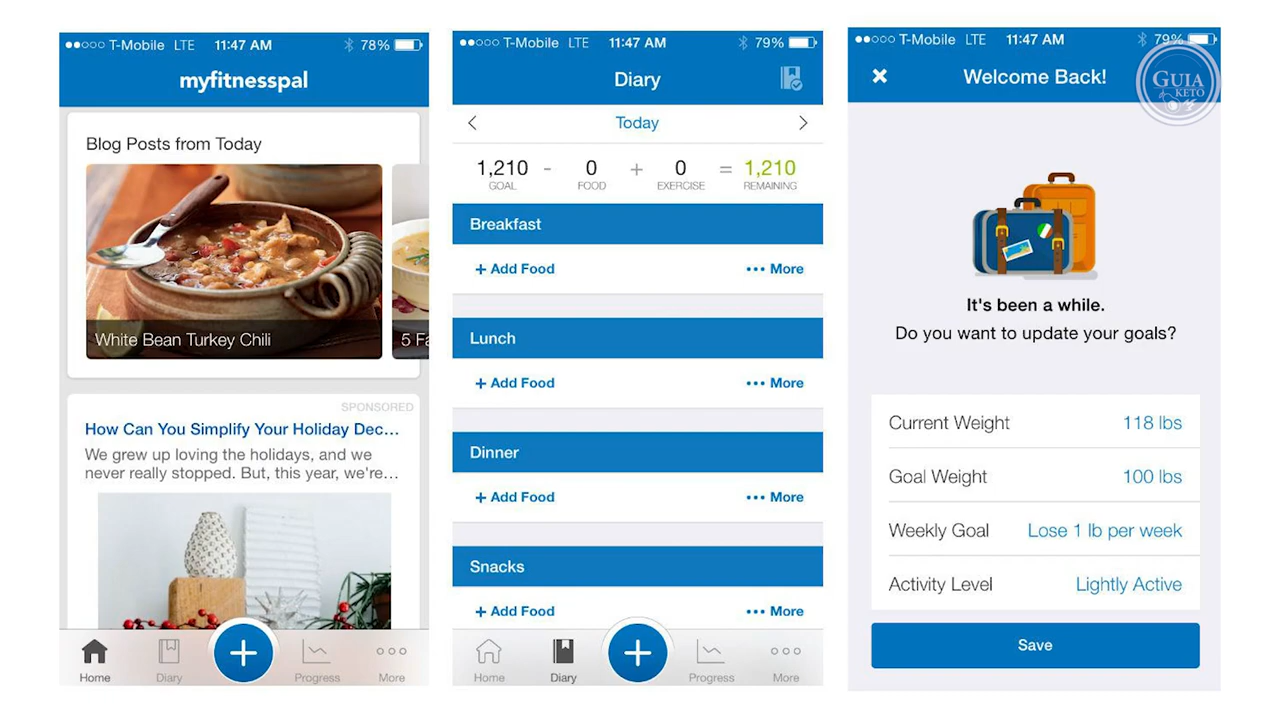 T-Mobile LTE 11:47 AM 78%
myfitnesspal
Blog Posts from Today
White Bean Turkey Chili
5 Fa
SPONSORED
How Can You Simplify Your Holiday Dec...
We grew up loving the holidays, and we
never really stopped. But, this year, we're...
Home Diary + Progress More
T-Mobile LTE 11:47 AM 79%
Diary
< Today >
1,210 - 0 + 0 = 1,210
GOAL FOOD EXERCISE REMAINING
Breakfast
+ Add Food ••• More
Lunch
+ Add Food ••• More
Dinner
+ Add Food ••• More
Snacks
+ Add Food ••• More
Home Diary + Progress More
T-Mobile LTE 11:47 AM 79%
× Welcome Back!
GUIA
KETO
It's been a while.
Do you want to update your goals?
Current Weight 118 lbs
Goal Weight 100 lbs
Weekly Goal Lose 1 lb per week
Activity Level Lightly Active
Save